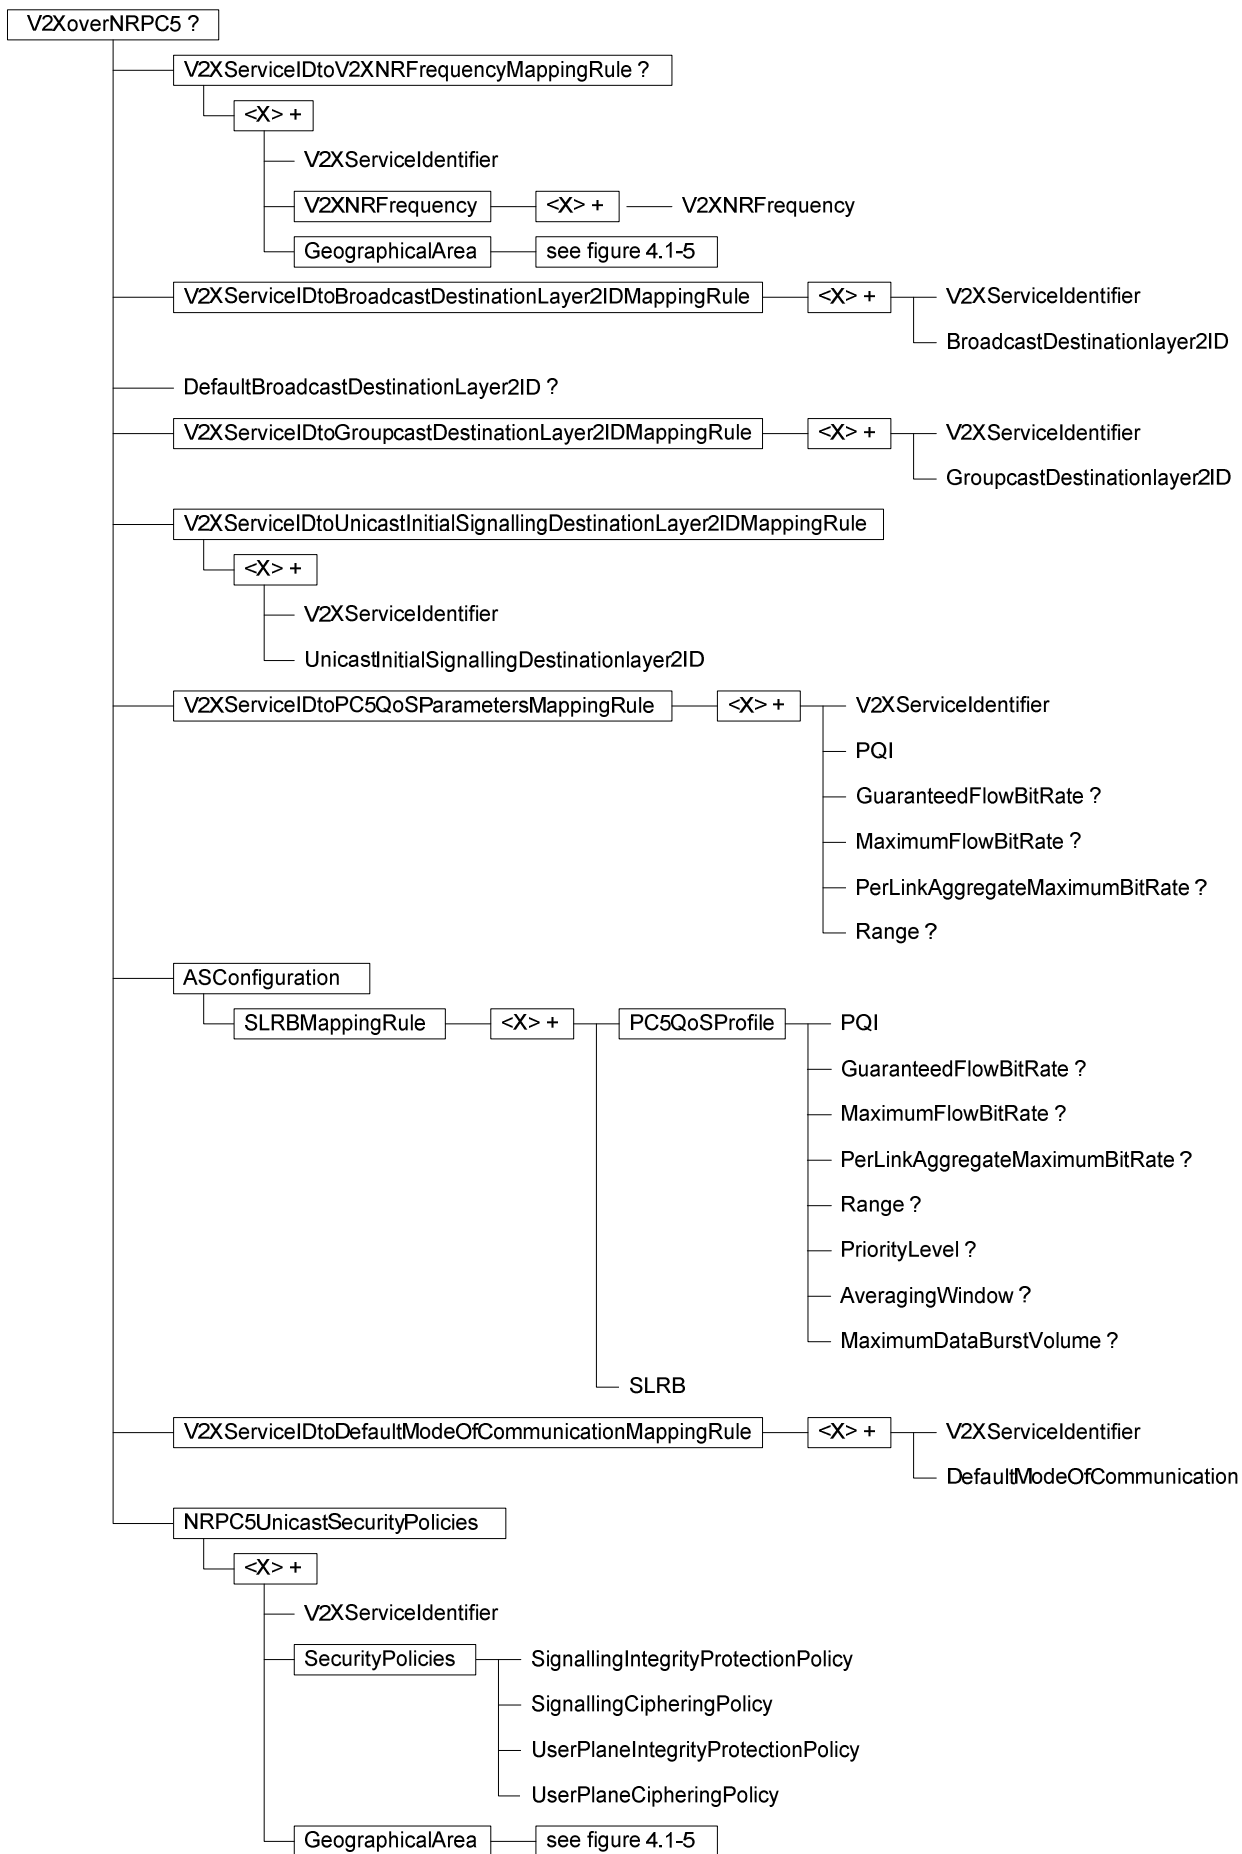 V2XoverNRPC5 ?
V2XServiceIDtoV2XNRFrequencyMappingRule ?
<X> +
V2XServiceIdentifier
V2XNRFrequency <X> + V2XNRFrequency
GeographicalArea see figure 4.1-5
V2XServiceIDtoBroadcastDestinationLayer2IDMappingRule <X> + V2XServiceIdentifier
BroadcastDestinationlayer2ID
DefaultBroadcastDestinationLayer2ID ?
V2XServiceIDtoGroupcastDestinationLayer2IDMappingRule <X> + V2XServiceIdentifier
GroupcastDestinationlayer2ID
V2XServiceIDtoUnicastInitialSignallingDestinationLayer2IDMappingRule
<X> +
V2XServiceIdentifier
UnicastInitialSignallingDestinationlayer2ID
V2XServiceIDtoPC5QoSParametersMappingRule <X> + V2XServiceIdentifier
PQI
GuaranteedFlowBitRate ?
MaximumFlowBitRate ?
PerLinkAggregateMaximumBitRate ?
Range ?
ASConfiguration
SLRBMappingRule <X> + PC5QoSProfile PQI
GuaranteedFlowBitRate ?
MaximumFlowBitRate ?
PerLinkAggregateMaximumBitRate ?
Range ?
PriorityLevel ?
AveragingWindow ?
MaximumDataBurstVolume ?
SLRB
V2XServiceIDtoDefaultModeOfCommunicationMappingRule <X> + V2XServiceIdentifier
DefaultModeOfCommunication
NRPC5UnicastSecurityPolicies
<X> +
V2XServiceIdentifier
SecurityPolicies SignallingIntegrityProtectionPolicy
SignallingCipheringPolicy
UserPlaneIntegrityProtectionPolicy
UserPlaneCipheringPolicy
GeographicalArea see figure 4.1-5